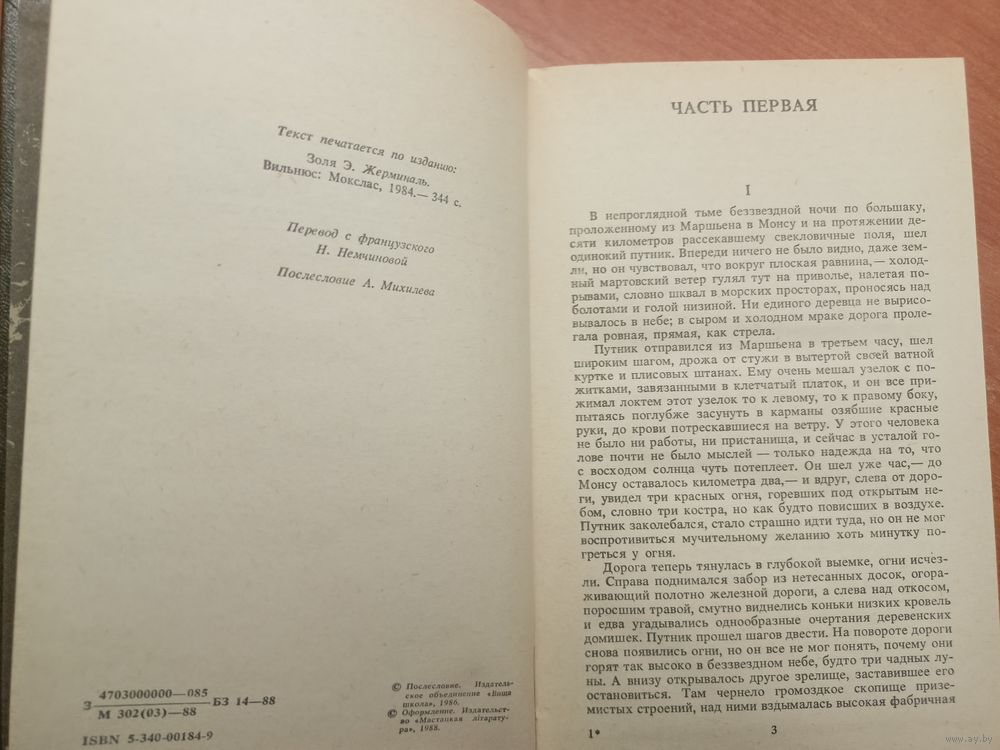 Текст печатается по изданию:
Золя Э. Жерминаль.
Вильнюс: Мокслас, 1984.— 344 с.
Перевод с французского
Н. Немчиновой
Послесловие А. Михилева
З 4703000000—085 БЗ 14—88
М 302(03)—88
ISBN 5-340-00184-9
© Послесловие. Издатель-
ское объединение «Вища
школа», 1986.
© Оформление. Издательст-
во «Мастацкая літарату-
ра», 1988.
ЧАСТЬ ПЕРВАЯ
I
В непроглядной тьме беззвездной ночи по большаку,
проложенному из Маршьена в Монсу и на протяжении де-
сяти километров рассекавшему свекловичные поля, шел
одинокий путник. Впереди ничего не было видно, даже зем-
ли, но он чувствовал, что вокруг плоская равнина,— холод-
ный мартовский ветер гулял тут на приволье, налетая по-
рывами, словно шквал в морских просторах, проносясь над
болотами и голой низиной. Ни единого деревца не вырисо-
вывалось в небе; в сыром и холодном мраке дорога проле-
гала ровная, прямая, как стрела.
Путник отправился из Маршьена в третьем часу, шел
широким шагом, дрожа от стужи в вытертой своей ватной
куртке и плисовых штанах. Ему очень мешал узелок с по-
житками, завязанными в клетчатый платок, и он все при-
жимал локтем этот узелок то к левому, то к правому боку,
пытаясь поглубже засунуть в карманы озябшие красные
руки, до крови потрескавшиеся на ветру. У этого человека
не было ни работы, ни пристанища, и сейчас в усталой го-
лове почти не было мыслей — только надежда на то, что
с восходом солнца чуть потеплеет. Он шел уже час,— до
Монсу оставалось километра два,— и вдруг, слева от доро-
ги, увидел три красных огня, горевших под открытым не-
бом, словно три костра, но как будто повисших в воздухе.
Путник заколебался, стало страшно идти туда, но он не мог
воспротивиться мучительному желанию хоть минутку по-
греться у огня.
Дорога теперь тянулась в глубокой выемке, огни исчез-
ли. Справа поднимался забор из нетесанных досок, огора-
живающий полотно железной дороги, а слева над откосом,
поросшим травой, смутно виднелись коньки низких кровель
и едва угадывались однообразные очертания деревенских
домишек. Путник прошел шагов двести. На повороте дороги
снова появились огни, но он все не мог понять, почему они
горят так высоко в беззвездном небе, будто три чадных лу-
ны. А внизу открывалось другое зрелище, заставившее его
остановиться. Там чернело громоздкое скопище призе-
мистых строений, над ними вздымалась высокая фабричная
1*
3
www.ay.by